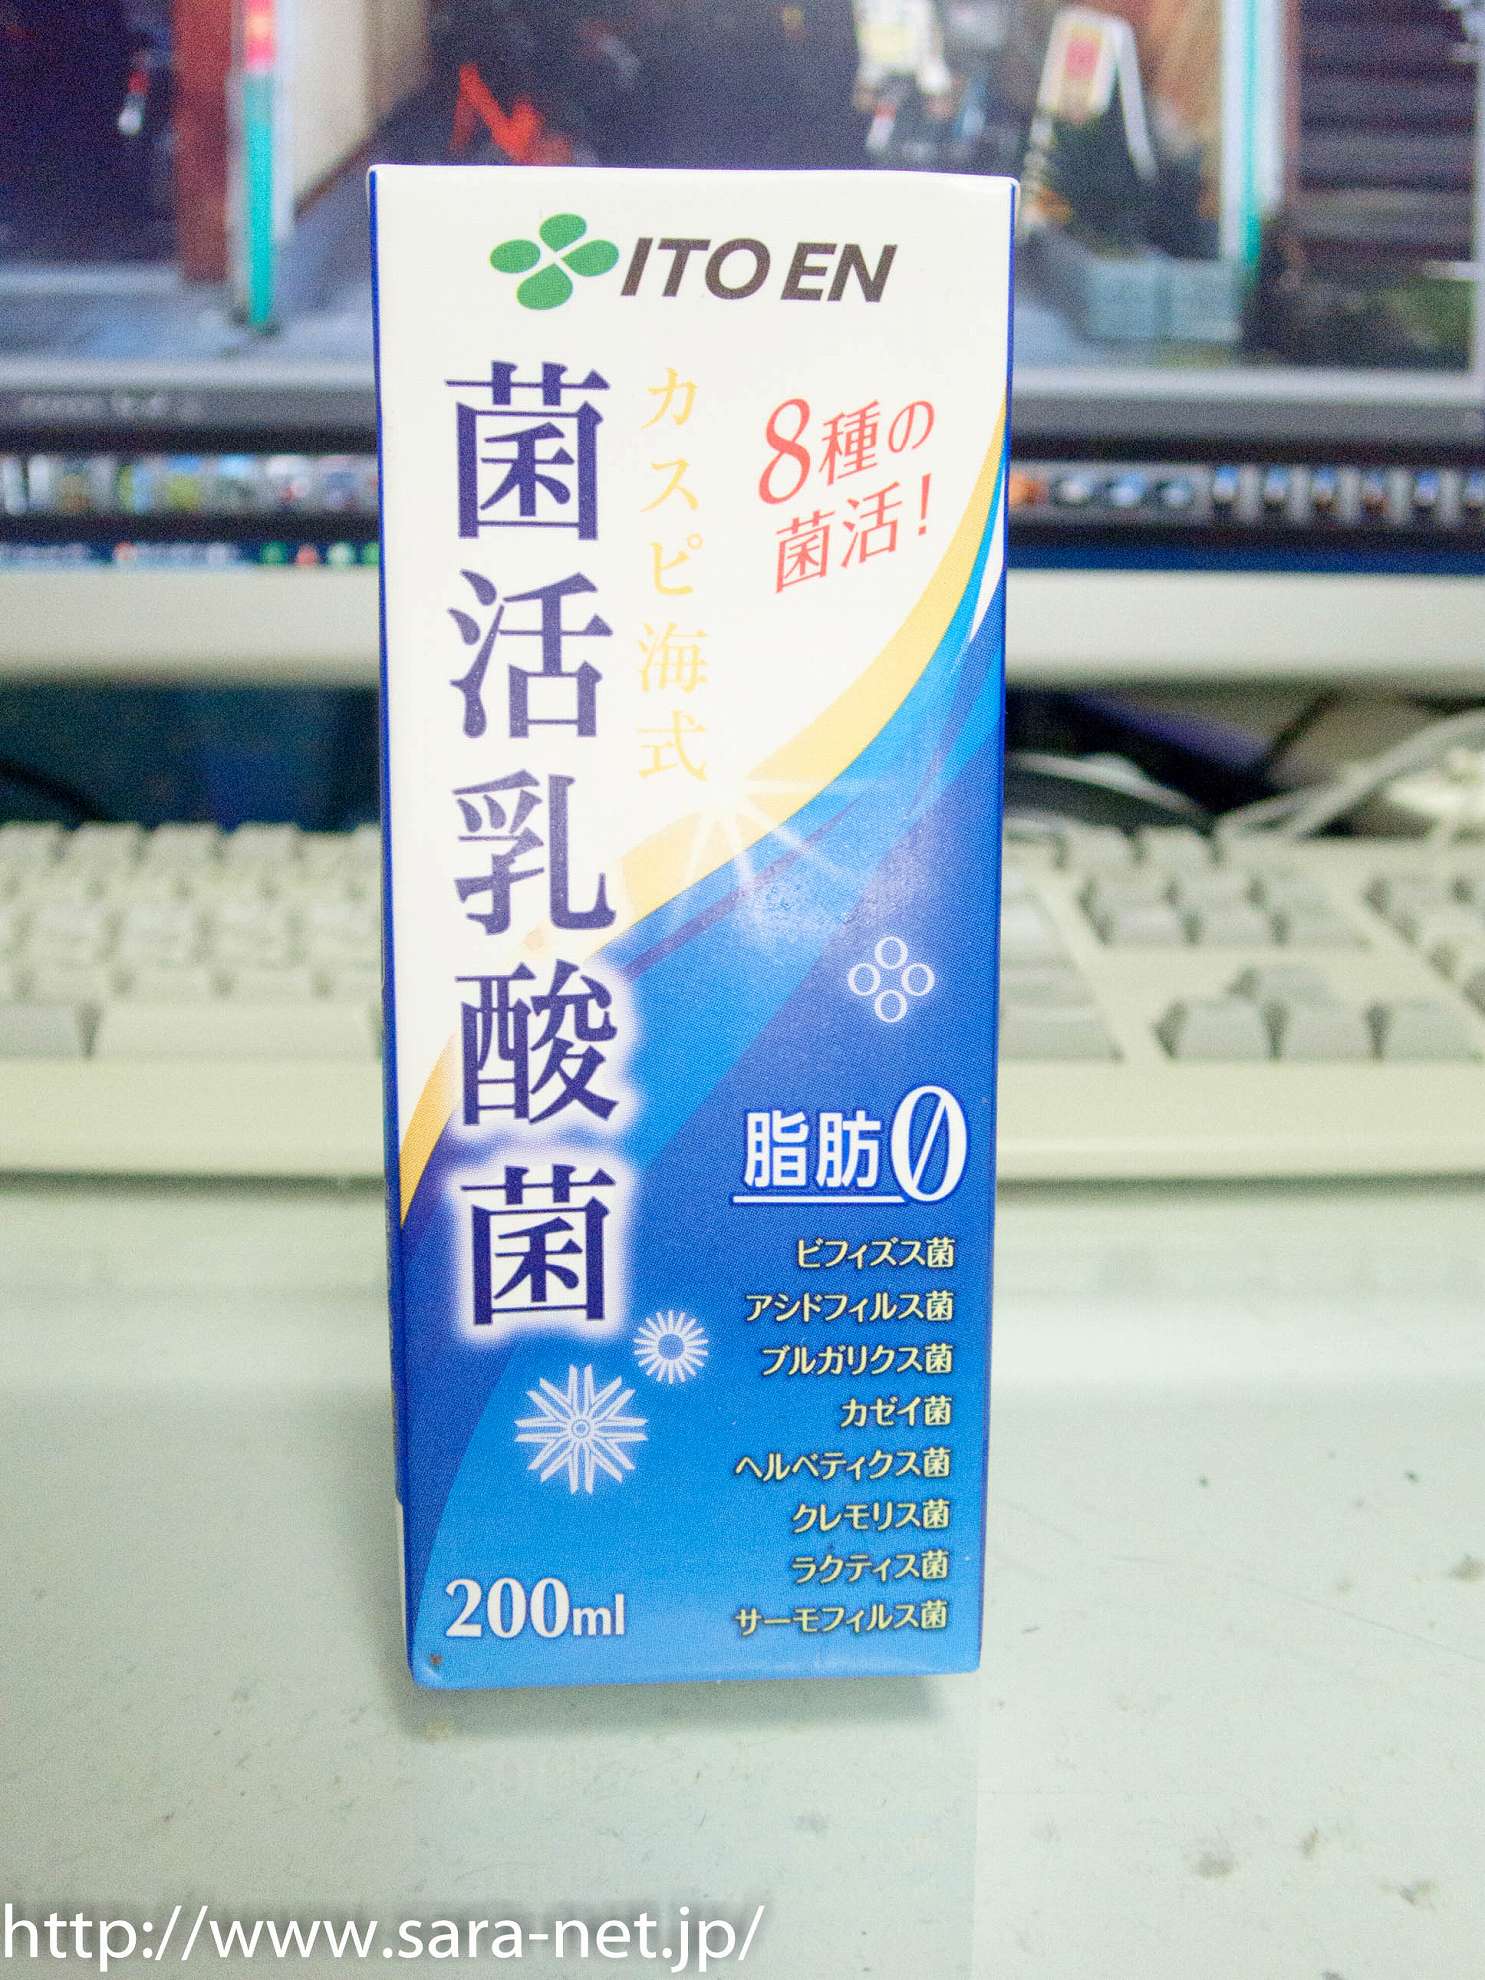 ITO EN
8種の
菌活!
カスピ海式
菌活乳酸菌
脂肪0
ビフィズス菌
アシドフィルス菌
ブルガリクス菌
カゼイ菌
ヘルベティクス菌
クレモリス菌
ラクティス菌
サーモフィルス菌
200ml
http://www.sara-net.jp/